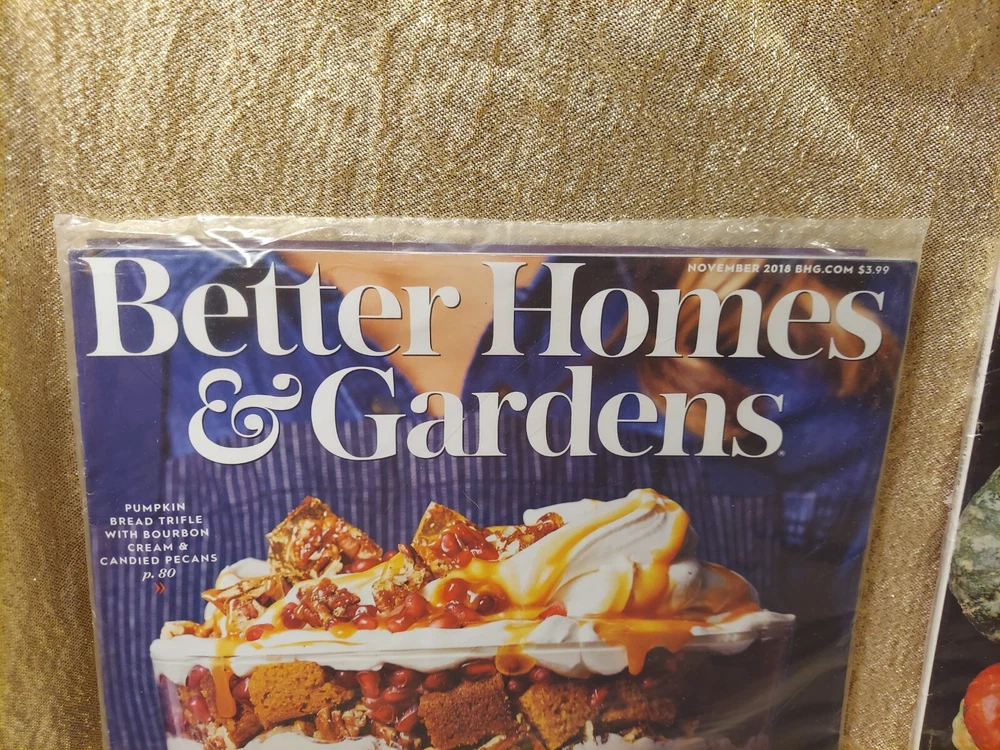 NOVEMBER 2018 BHG.COM $3.99
Better Homes
& Gardens
PUMPKIN
BREAD TRIFLE
WITH BOURBON
CREAM &
CANDIED PECANS
p. 80